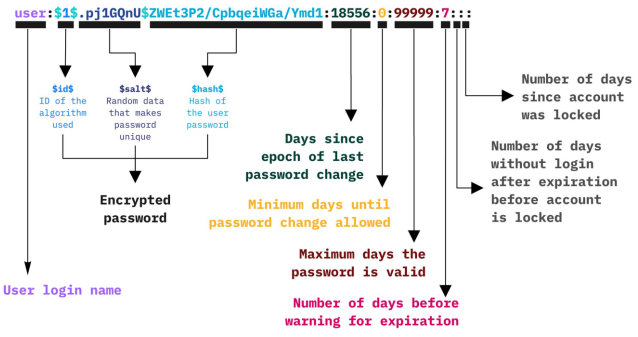 user:$1$.pj1GQnU$ZWEt3P2/CpbqeiWGa/Ymd1:18556:0:99999:7:::
$id$
ID of the
algorithm
used
$salt$
Random data
that makes
password
unique
$hash$
Hash of
the user
password
Encrypted
password
User login name
Days since
epoch of last
password change
Minimum days until
password change allowed
Maximum days the
password is valid
Number of days before
warning for expiration
Number of days
since account
was locked
Number of days
without login
after expiration
before account
is locked